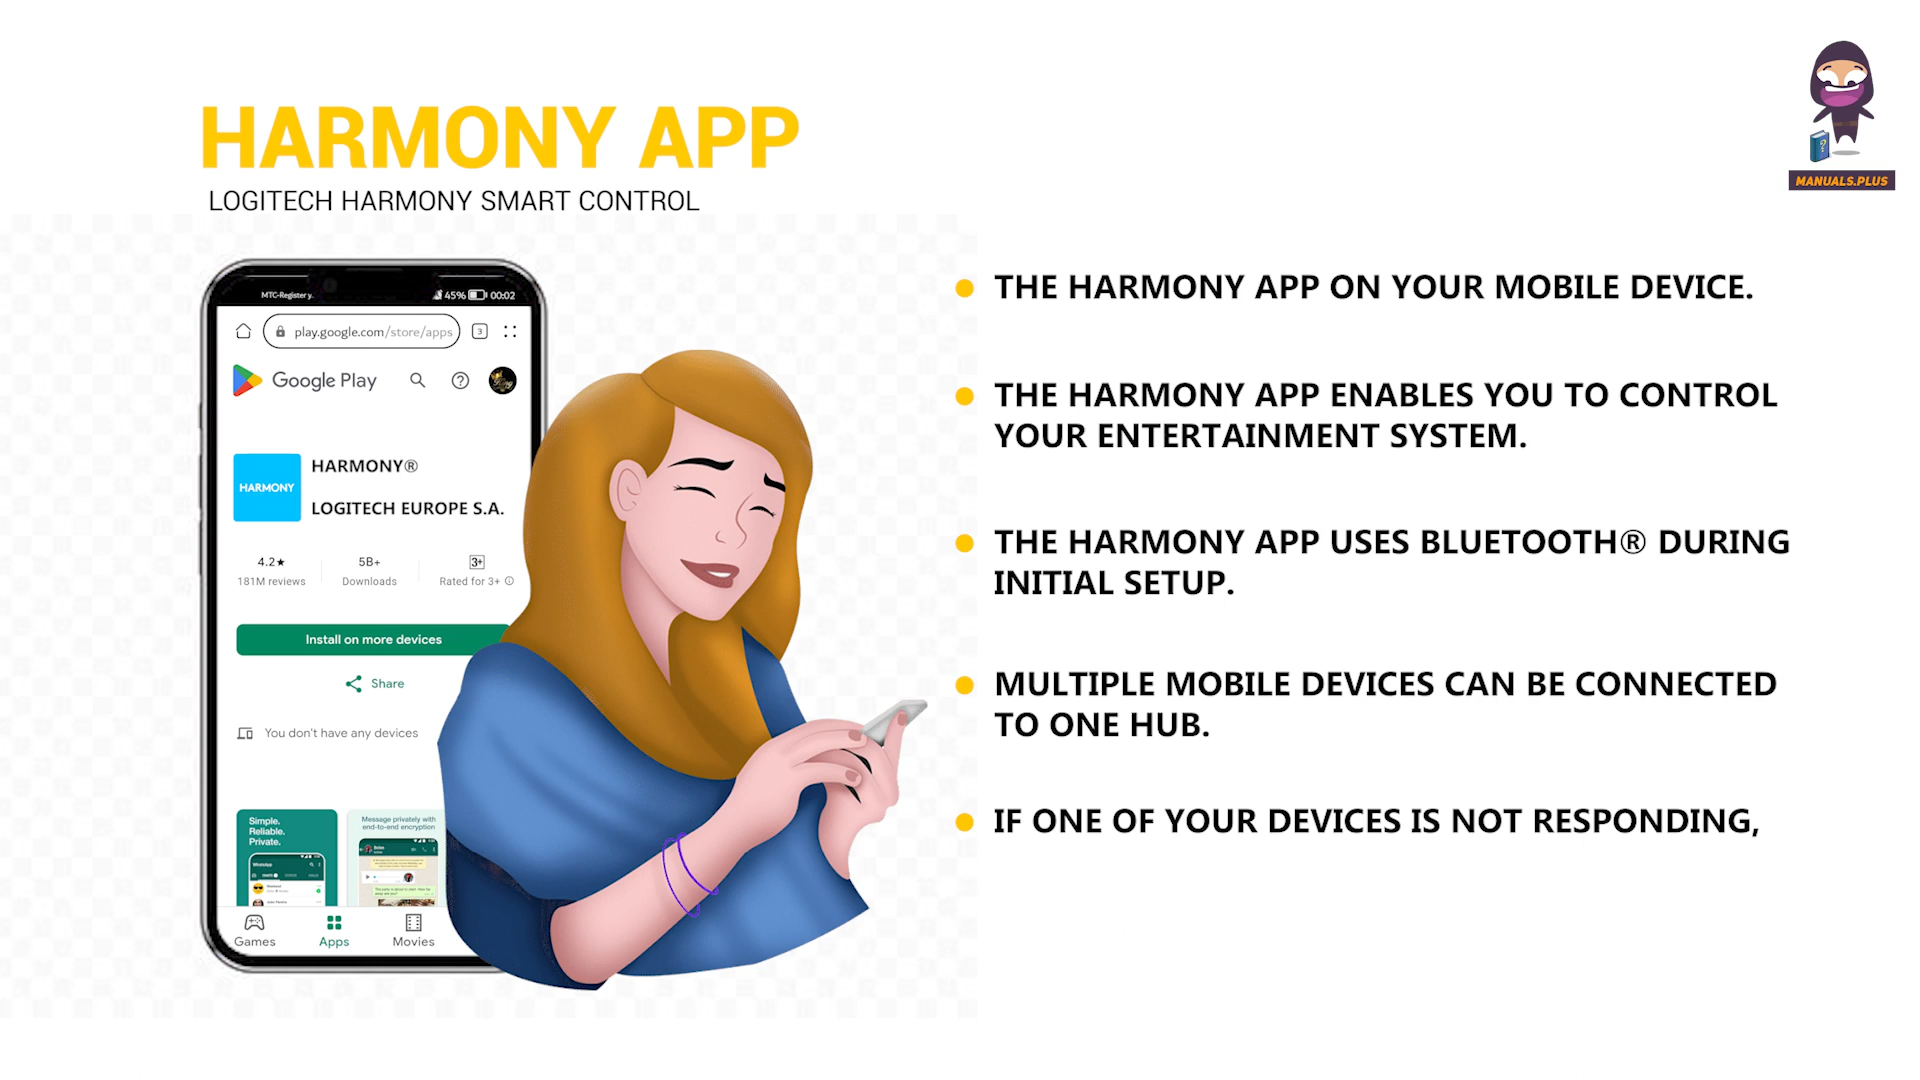 HARMONY APP
LOGITECH HARMONY SMART CONTROL
MANUALS.PLUS
MTC-Register y.
45% 00:02
play.google.com/store/apps
3
Google Play
HARMONY
HARMONY®
LOGITECH EUROPE S.A.
4.2★ 5B+ 3+
181M reviews Downloads Rated for 3+
Install on more devices
Share
You don't have any devices
Simple.
Reliable.
Private.
Message privately with
end-to-end encryption
WhatsApp
Games Apps Movies
THE HARMONY APP ON YOUR MOBILE DEVICE.
THE HARMONY APP ENABLES YOU TO CONTROL
YOUR ENTERTAINMENT SYSTEM.
THE HARMONY APP USES BLUETOOTH® DURING
INITIAL SETUP.
MULTIPLE MOBILE DEVICES CAN BE CONNECTED
TO ONE HUB.
IF ONE OF YOUR DEVICES IS NOT RESPONDING,